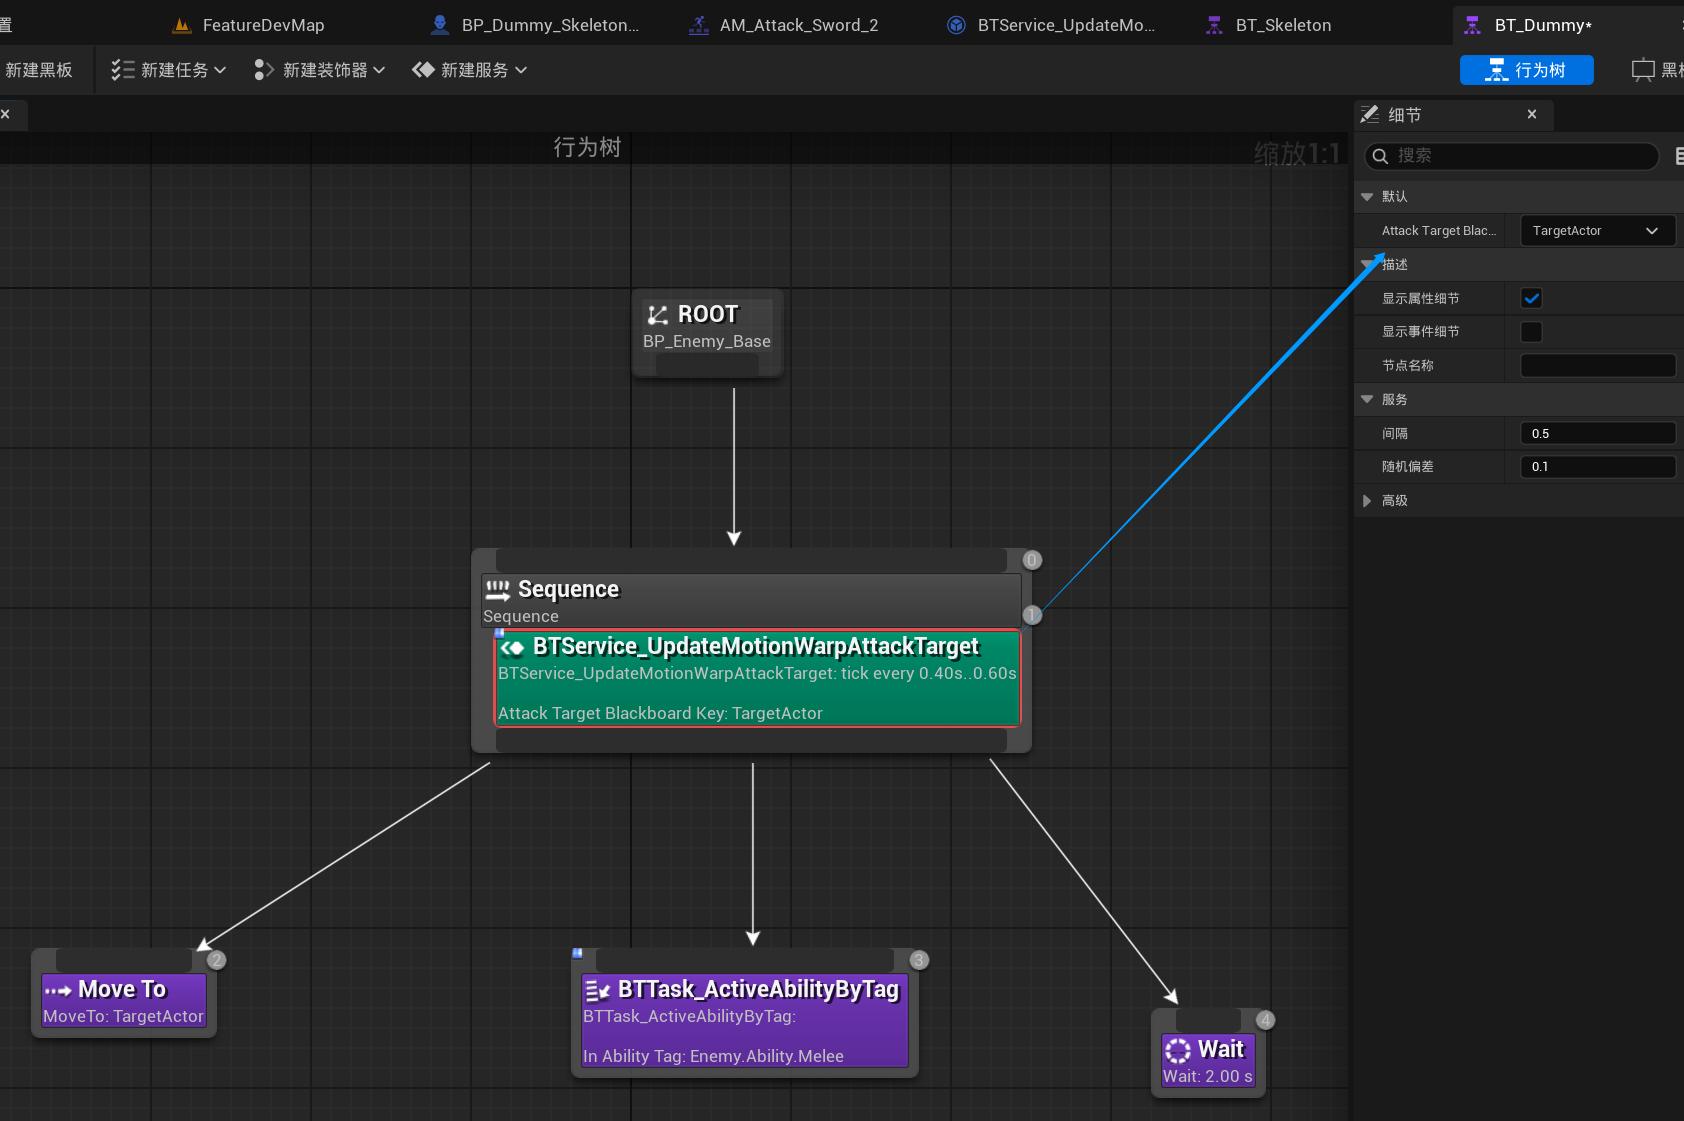 置
FeatureDevMap
BP_Dummy_Skeleton...
AM_Attack_Sword_2
BTService_UpdateMo...
BT_Skeleton
BT_Dummy*
新建黑板
新建任务
新建装饰器
新建服务
行为树
细节
行为树
缩放1:1
搜索
默认
Attack Target Blac...
TargetActor
描述
显示属性细节
显示事件细节
节点名称
服务
间隔
0.5
随机偏差
0.1
高级
ROOT
BP_Enemy_Base
0
Sequence
Sequence
1
BTService_UpdateMotionWarpAttackTarget
BTService_UpdateMotionWarpAttackTarget: tick every 0.40s..0.60s
Attack Target Blackboard Key: TargetActor
2
Move To
MoveTo: TargetActor
3
BTTask_ActiveAbilityByTag
BTTask_ActiveAbilityByTag:
In Ability Tag: Enemy.Ability.Melee
4
Wait
Wait: 2.00 s